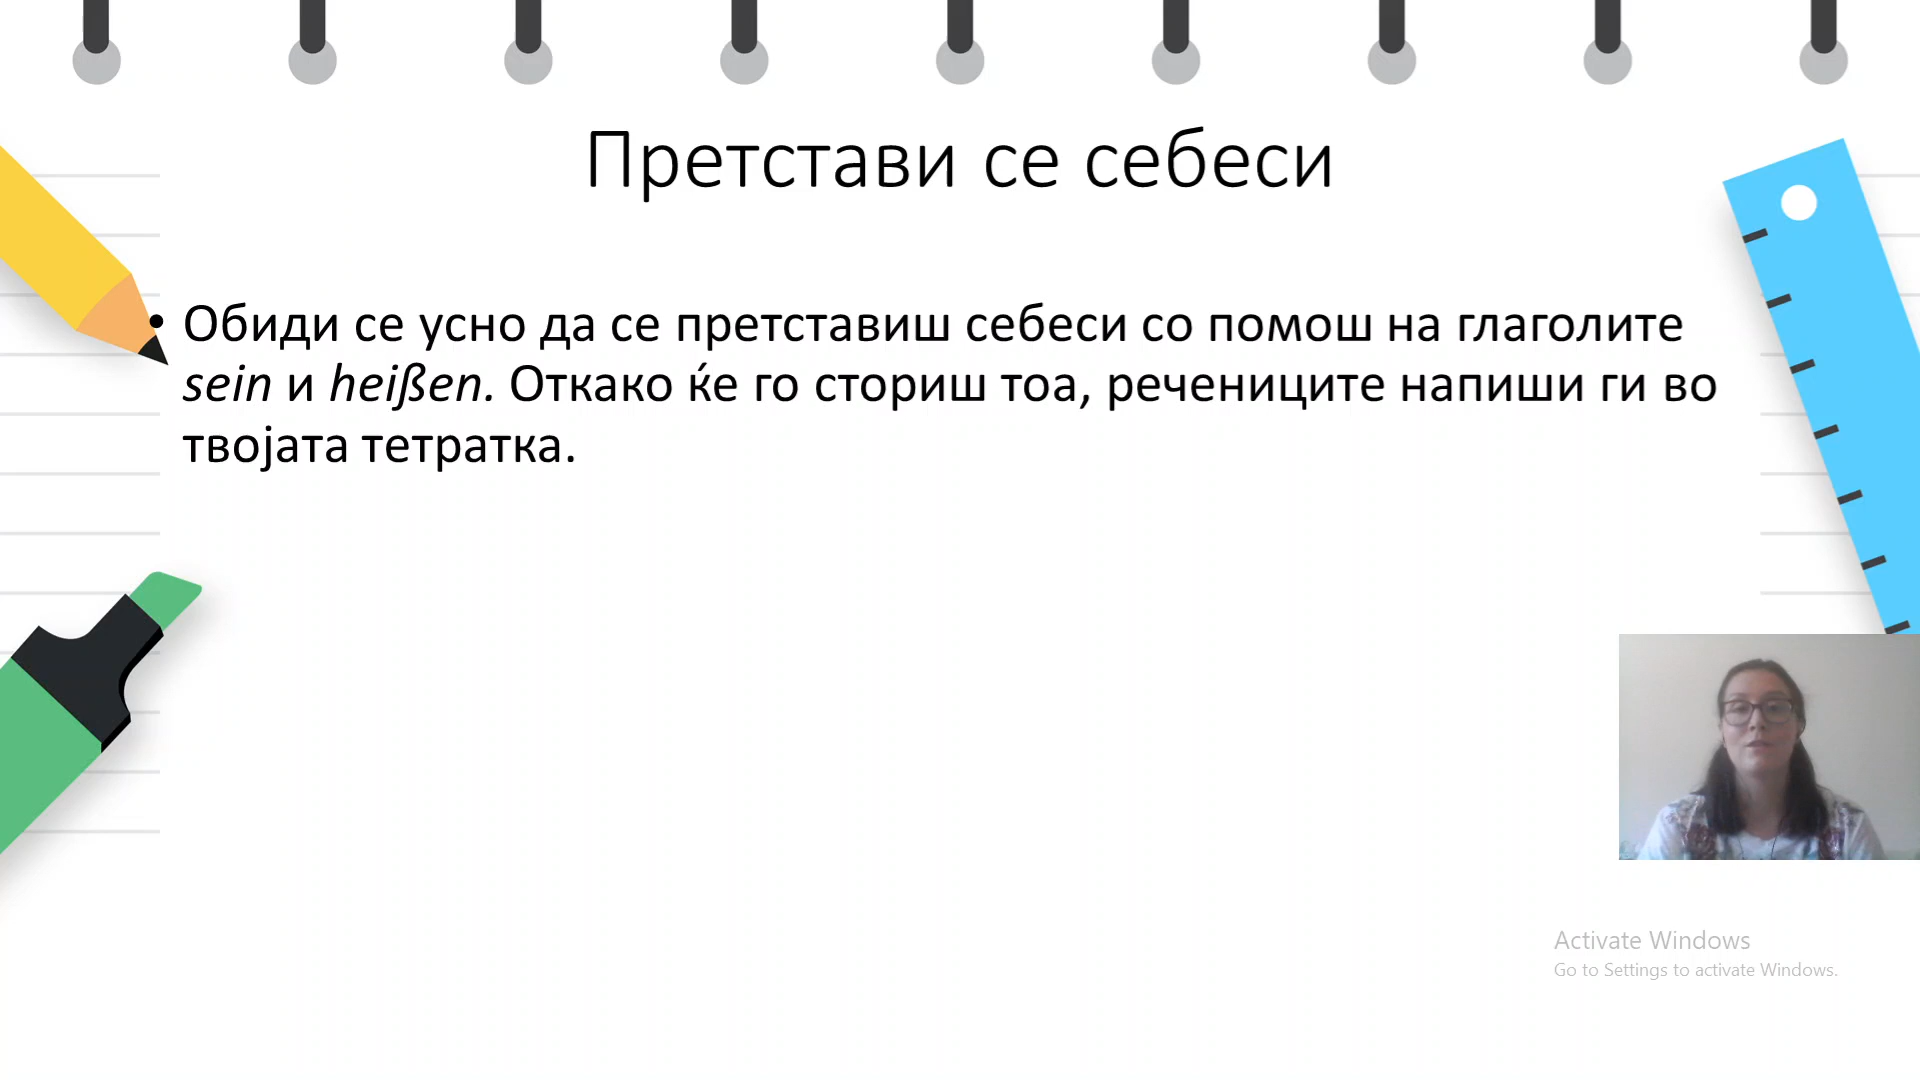 Претстави се себеси
• Обиди се усно да се претставиш себеси со помош на глаголите
sein и heißen. Откако ќе го сториш тоа, речениците напиши ги во
твојата тетратка.
Activate Windows
Go to Settings to activate Windows.